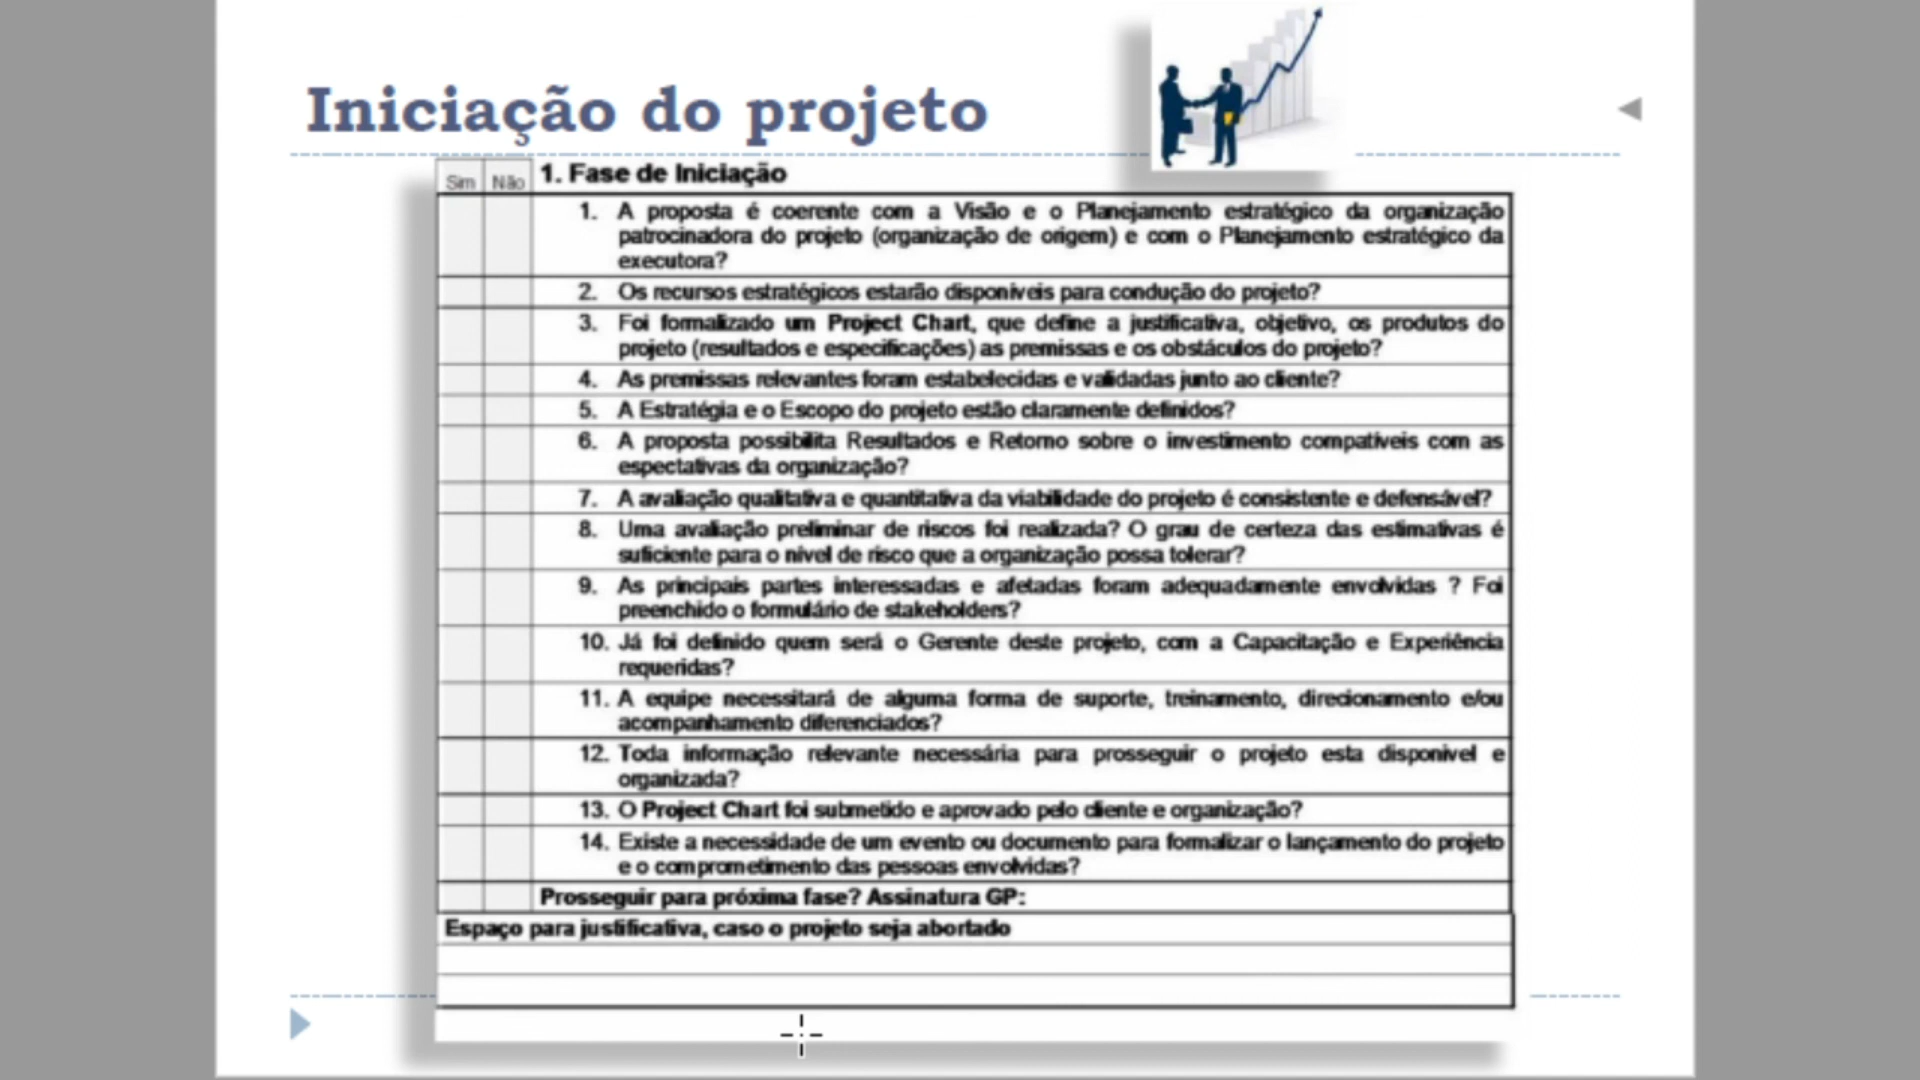 Iniciação do projeto
Sim Não 1. Fase de Iniciação
1. A proposta é coerente com a Visão e o Planejamento estratégico da organização
patrocinadora do projeto (organização de origem) e com o Planejamento estratégico da
executora?
2. Os recursos estratégicos estarão disponíveis para condução do projeto?
3. Foi formalizado um Project Chart, que define a justificativa, objetivo, os produtos do
projeto (resultados e especificações) as premissas e os obstáculos do projeto?
4. As premissas relevantes foram estabelecidas e validadas junto ao cliente?
5. A Estratégia e o Escopo do projeto estão claramente definidos?
6. A proposta possibilita Resultados e Retorno sobre o investimento compatíveis com as
espectativas da organização?
7. A avaliação qualitativa e quantitativa da viabilidade do projeto é consistente e defensável?
8. Uma avaliação preliminar de riscos foi realizada? O grau de certeza das estimativas é
suficiente para o nível de risco que a organização possa tolerar?
9. As principais partes interessadas e afetadas foram adequadamente envolvidas ? Foi
preenchido o formulário de stakeholders?
10. Já foi definido quem será o Gerente deste projeto, com a Capacitação e Experiência
requeridas?
11. A equipe necessitará de alguma forma de suporte, treinamento, direcionamento e/ou
acompanhamento diferenciados?
12. Toda informação relevante necessária para prosseguir o projeto esta disponível e
organizada?
13. O Project Chart foi submetido e aprovado pelo cliente e organização?
14. Existe a necessidade de um evento ou documento para formalizar o lançamento do projeto
e o comprometimento das pessoas envolvidas?
Prosseguir para próxima fase? Assinatura GP:
Espaço para justificativa, caso o projeto seja abortado